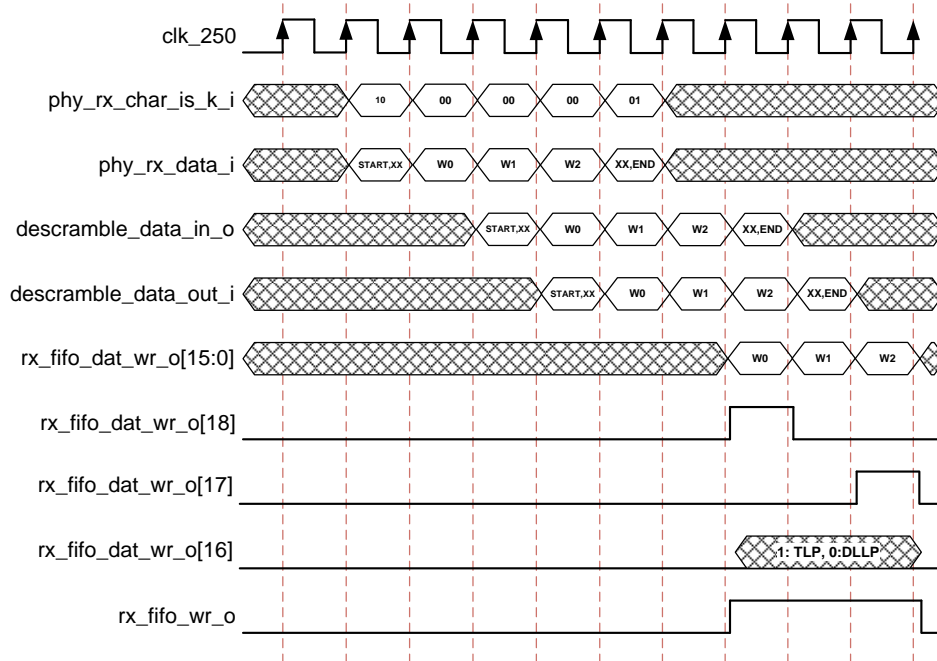 clk_250
phy_rx_char_is_k_i 10 00 00 00 01
phy_rx_data_i START,XX W0 W1 W2 XX,END
descramble_data_in_o START,XX W0 W1 W2 XX,END
descramble_data_out_i START,XX W0 W1 W2 XX,END
rx_fifo_dat_wr_o[15:0] W0 W1 W2
rx_fifo_dat_wr_o[18]
rx_fifo_dat_wr_o[17]
rx_fifo_dat_wr_o[16] 1: TLP, 0:DLLP
rx_fifo_wr_o